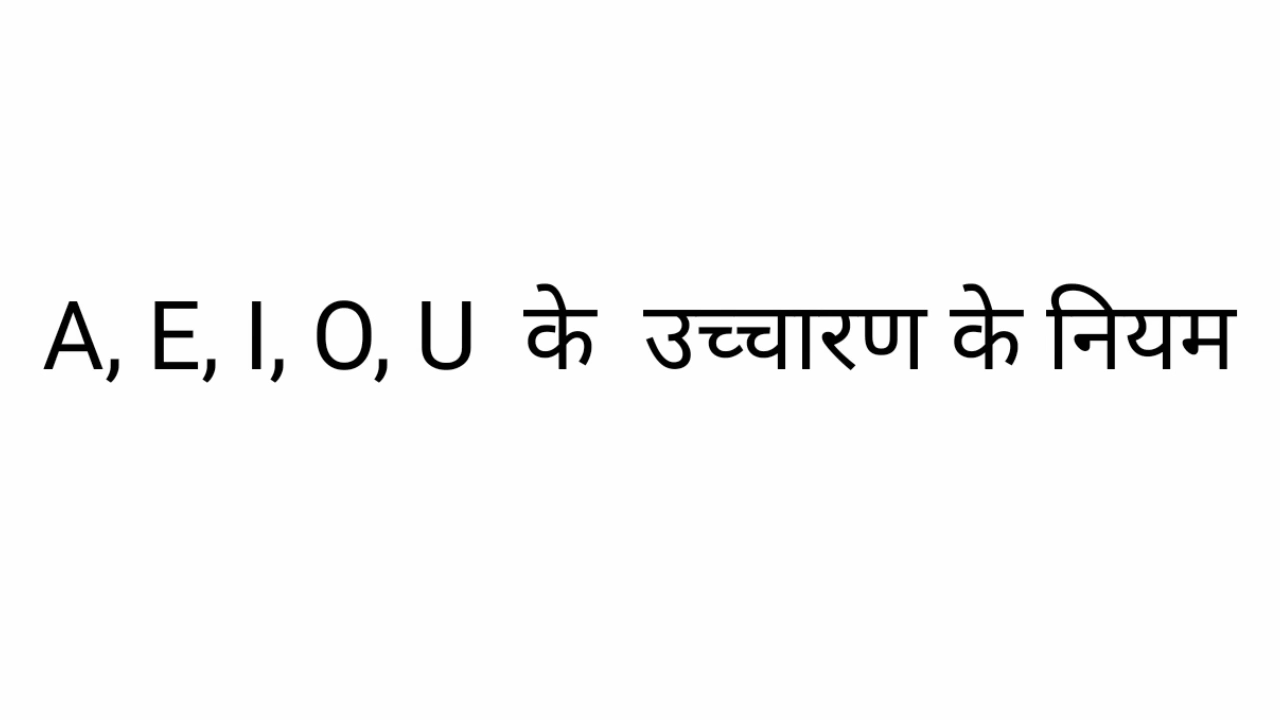 A, E, I, O, U के उच्चारण के नियम